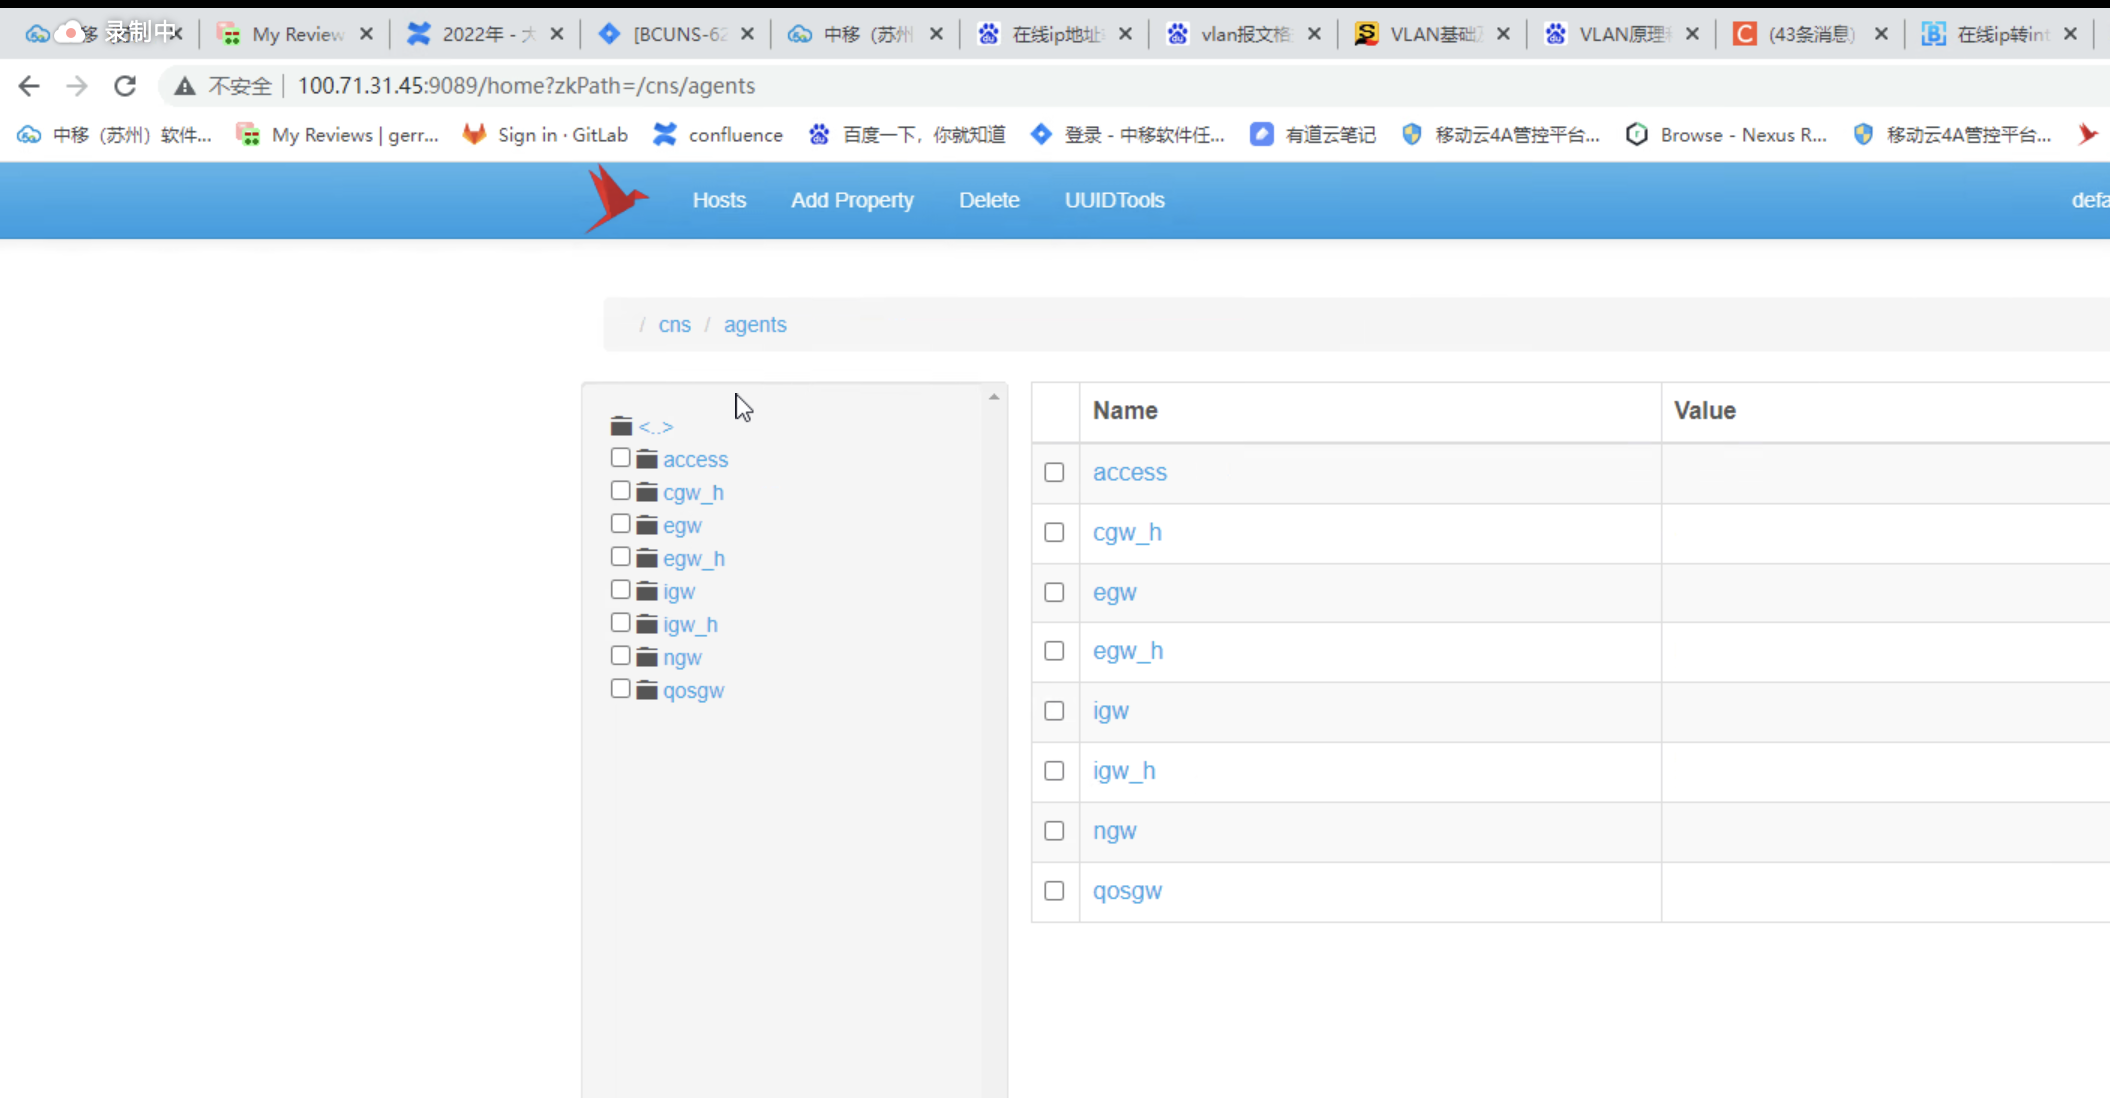 移 录制中 My Review 2022年 - 大 [BCUNS-62 中移（苏州 在线ip地址 vlan报文格 VLAN基础 VLAN原理 (43条消息) 在线ip转int
不安全 100.71.31.45:9089/home?zkPath=/cns/agents
中移（苏州）软件... My Reviews | gerr... Sign in · GitLab confluence 百度一下，你就知道 登录 - 中移软件任... 有道云笔记 移动云4A管控平台... Browse - Nexus R... 移动云4A管控平台...
Hosts Add Property Delete UUIDTools defa
/ cns / agents
<..>
access
cgw_h
egw
egw_h
igw
igw_h
ngw
qosgw
Name Value
access
cgw_h
egw
egw_h
igw
igw_h
ngw
qosgw